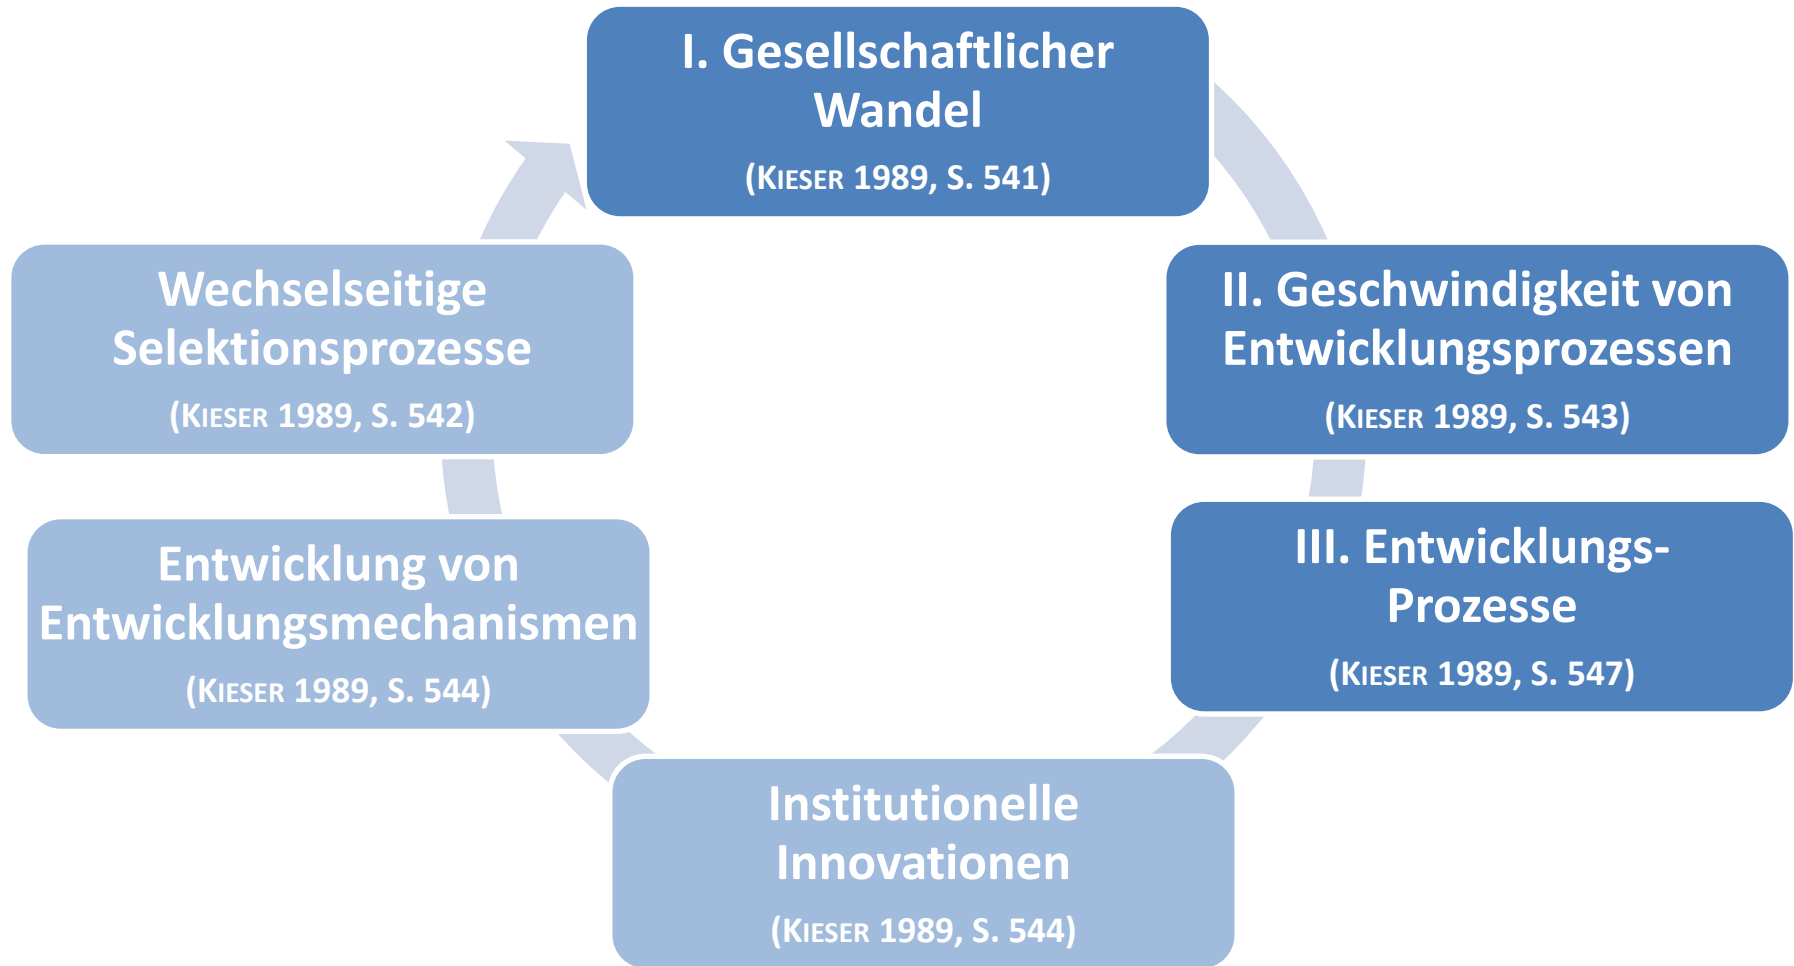 I. Gesellschaftlicher
Wandel
(KIESER 1989, S. 541)
II. Geschwindigkeit von
Entwicklungsprozessen
(KIESER 1989, S. 543)
III. Entwicklungs-
Prozesse
(KIESER 1989, S. 547)
Institutionelle
Innovationen
(KIESER 1989, S. 544)
Entwicklung von
Entwicklungsmechanismen
(KIESER 1989, S. 544)
Wechselseitige
Selektionsprozesse
(KIESER 1989, S. 542)